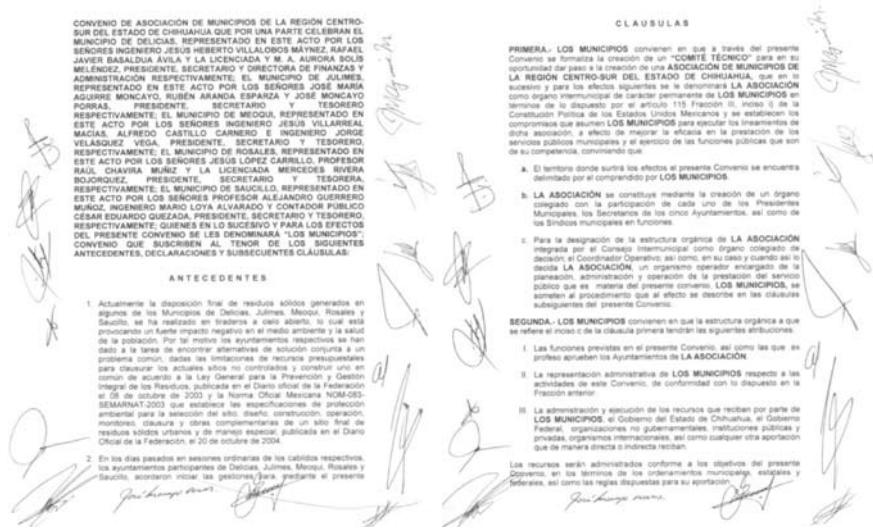 CONVENIO DE ASOCIACIÓN DE MUNICIPIOS DE LA REGIÓN CENTRO-
SUR DEL ESTADO DE CHIHUAHUA QUE POR UNA PARTE CELEBRAN EL
MUNICIPIO DE DELICIAS, REPRESENTADO EN ESTE ACTO POR LOS
SEÑORES INGENIERO JESÚS HEBERTO VILLALOBOS MÁYNEZ, RAFAEL
JAVIER BASALDUA ÁVILA Y LA LICENCIADA Y M. A. AURORA SOLÍS
MELÉNDEZ, PRESIDENTE, SECRETARIO Y DIRECTORA DE FINANZAS Y
ADMINISTRACIÓN RESPECTIVAMENTE; EL MUNICIPIO DE JULIMES,
REPRESENTADO EN ESTE ACTO POR LOS SEÑORES JOSÉ MARÍA
AGUIRRE MONCAYO, RUBÉN ARANDA ESPARZA Y JOSÉ MONCAYO
PORRAS, PRESIDENTE, SECRETARIO Y TESORERO
RESPECTIVAMENTE; EL MUNICIPIO DE MEOQUI, REPRESENTADO EN
ESTE ACTO POR LOS SEÑORES INGENIERO JESÚS VILLARREAL
MACÍAS, ALFREDO CASTILLO CARNERO E INGENIERO JORGE
VELÁSQUEZ VEGA, PRESIDENTE, SECRETARIO Y TESORERO,
RESPECTIVAMENTE; EL MUNICIPIO DE ROSALES, REPRESENTADO EN
ESTE ACTO POR LOS SEÑORES JESÚS LÓPEZ CARRILLO, PROFESOR
RAÚL CHAVIRA MUÑIZ Y LA LICENCIADA MERCEDES RIVERA
BOJORQUEZ, PRESIDENTE, SECRETARIO Y TESORERA,
RESPECTIVAMENTE; EL MUNICIPIO DE SAUCILLO, REPRESENTADO EN
ESTE ACTO POR LOS SEÑORES PROFESOR ALEJANDRO GUERRERO
MUÑOZ, INGENIERO MARIO LOYA ALVARADO Y CONTADOR PÚBLICO
CÉSAR EDUARDO QUEZADA, PRESIDENTE, SECRETARIO Y TESORERO,
RESPECTIVAMENTE; QUIENES EN LO SUCESIVO Y PARA LOS EFECTOS
DEL PRESENTE CONVENIO SE LES DENOMINARÁ "LOS MUNICIPIOS";
CONVENIO QUE SUSCRIBEN AL TENOR DE LOS SIGUIENTES
ANTECEDENTES, DECLARACIONES Y SUBSECUENTES CLÁUSULAS:
ANTECEDENTES
1. Actualmente la disposición final de residuos sólidos generados en
algunos de los Municipios de Delicias, Julimes, Meoqui, Rosales y
Saucillo, se ha realizado en tiraderos a cielo abierto, lo cual está
provocando un fuerte impacto negativo en el medio ambiente y la salud
de la población. Por tal motivo los ayuntamientos respectivos se han
dado a la tarea de encontrar alternativas de solución conjunta a un
problema común, dadas las limitaciones de recursos presupuestales
para clausurar los actuales sitios no controlados y construir uno en
común de acuerdo a la Ley General para la Prevención y Gestión
Integral de los Residuos, publicada en el Diario oficial de la Federación
el 08 de octubre de 2003 y la Norma Oficial Mexicana NOM-083-
SEMARNAT-2003 que establece las especificaciones de protección
ambiental para la selección del sitio, diseño, construcción, operación,
monitoreo, clausura y obras complementarias de un sitio final de
residuos sólidos urbanos y de manejo especial, publicada en el Diario
Oficial de la Federación, el 20 de octubre de 2004.
2. En los días pasados en sesiones ordinarias de los cabildos respectivos,
los ayuntamientos participantes de Delicias, Julimes, Meoqui, Rosales y
Saucillo, acordaron iniciar las gestiones para, mediante el presente
CLAUSULAS
PRIMERA.- LOS MUNICIPIOS convienen en que a través del presente
Convenio se formaliza la creación de un "COMITÉ TÉCNICO" para en su
oportunidad dar paso a la creación de una ASOCIACIÓN DE MUNICIPIOS DE
LA REGIÓN CENTRO-SUR DEL ESTADO DE CHIHUAHUA, que en lo
sucesivo y para los efectos siguientes se le denominará LA ASOCIACIÓN
como órgano intermunicipal de carácter permanente de LOS MUNICIPIOS en
términos de lo dispuesto por el artículo 115 Fracción III, inciso i) de la
Constitución Política de los Estados Unidos Mexicanos y se establecen los
compromisos que asumen LOS MUNICIPIOS para ejecutar los lineamientos de
dicha asociación, a efecto de mejorar la eficacia en la prestación de los
servicios públicos municipales y el ejercicio de las funciones públicas que son
de su competencia, conviniendo que:
a. El territorio donde surtirá los efectos el presente Convenio se encuentra
delimitado por el comprendido por LOS MUNICIPIOS.
b. LA ASOCIACIÓN se constituye mediante la creación de un órgano
colegiado con la participación de cada uno de los Presidentes
Municipales, los Secretarios de los cinco Ayuntamientos, así como de
los Síndicos municipales en funciones.
c. Para la designación de la estructura orgánica de LA ASOCIACIÓN
integrada por el Consejo Intermunicipal como órgano colegiado de
decisión; el Coordinador Operativo; así como, en su caso y cuando así lo
decida LA ASOCIACIÓN, un organismo operador encargado de la
planeación, administración y operación de la prestación del servicio
público que es materia del presente convenio, LOS MUNICIPIOS, se
someten al procedimiento que al efecto se describe en las cláusulas
subsiguientes del presente Convenio.
SEGUNDA.- LOS MUNICIPIOS convienen en que la estructura orgánica a que
se refiere el inciso c de la cláusula primera tendrán las siguientes atribuciones:
I. Las funciones previstas en el presente Convenio, así como las que ex
profeso aprueben los Ayuntamientos de LA ASOCIACIÓN.
II. La representación administrativa de LOS MUNICIPIOS respecto a las
actividades de este Convenio, de conformidad con lo dispuesto en la
Fracción anterior.
III. La administración y ejecución de los recursos que reciban por parte de
LOS MUNICIPIOS, el Gobierno del Estado de Chihuahua, el Gobierno
Federal, organizaciones no gubernamentales, instituciones públicas y
privadas, organismos internacionales, así como cualquier otra aportación
que de manera directa o indirecta reciban.
Los recursos serán administrados conforme a los objetivos del presente
Convenio, en los términos de los ordenamientos municipales, estatales y
federales, así como las reglas dispuestas para su aportación.